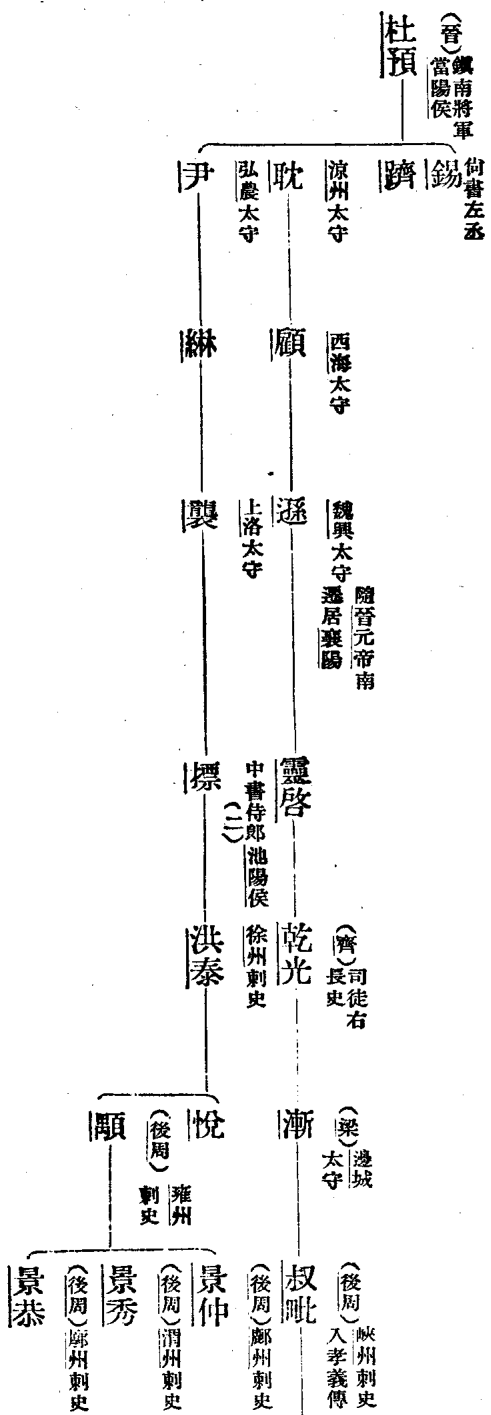 (晉)鎮南將軍
當陽侯
杜預
尚書左丞
錫
躋
涼州太守
耽
弘農太守
尹
西海太守
顧
綝
隨晉元帝南
遷居襄陽
魏興太守
遜
上洛太守
襲
靈啓
中書侍郎池陽侯
(二)
摽
(齊)司徒右
長史
乾光
徐州刺史
洪泰
(梁)邊城
太守
漸
悅
(後周)雍州
刺史
顒
(後周)峽州刺史
入孝義傳
叔毗
(後周)鄜州刺史
景仲
(後周)渭州刺史
景秀
(後周)州刺史
景恭